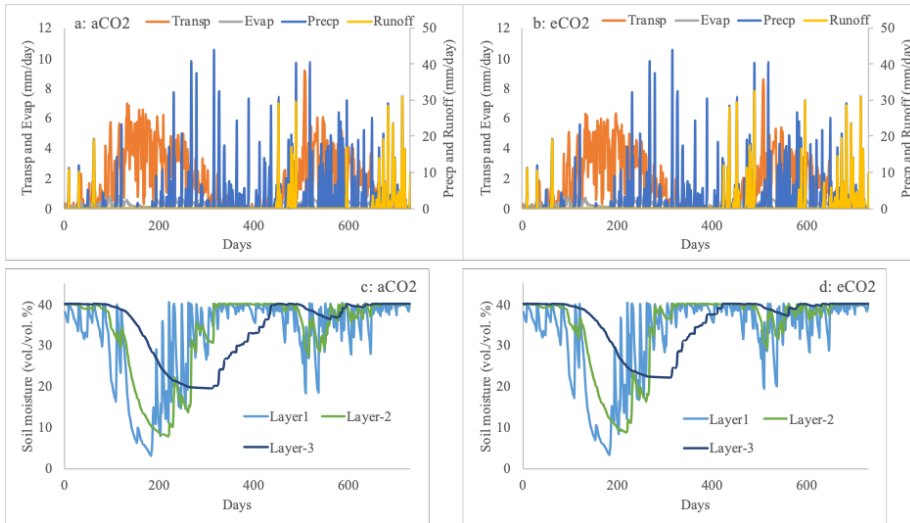 a: aCO2
Transp Evap Precp Runoff
Transp and Evap (mm/day)
12
10
8
6
4
2
0
0 200 400 600
Days
50
40
30
20
10
0
Precp and Runoff (mm/day)
b: eCO2
Transp Evap Precp Runoff
Transp and Evap (mm/day)
12
10
8
6
4
2
0
0 200 400 600
Days
50
40
30
20
10
0
Precp and Runoff (mm/day)
c: aCO2
Soil moisture (vol/vol. %)
40
30
20
10
0
Layer1 Layer-2
Layer-3
0 200 400 600
Days
d: eCO2
Soil moisture (vol/vol. %)
40
30
20
10
0
Layer1 Layer-2
Layer-3
0 200 400 600
Days